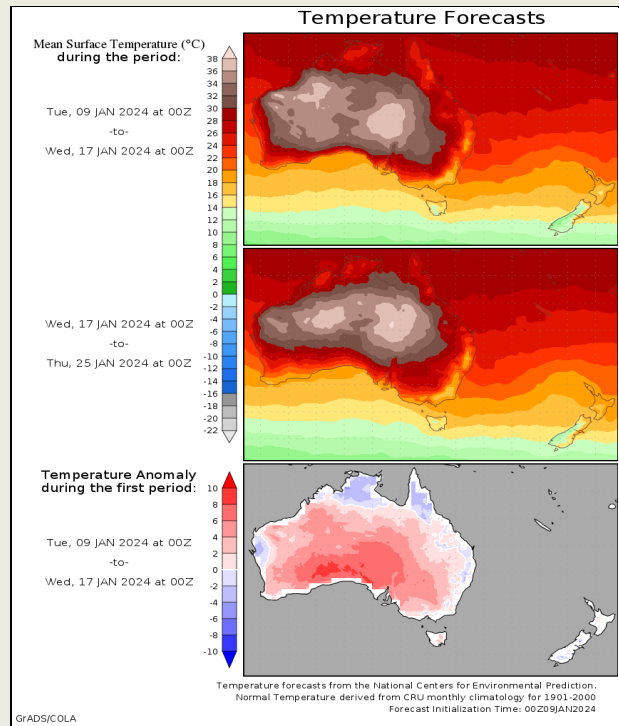 Temperature Forecasts
Mean Surface Temperature (°C)
during the period:
38
36
34
32
30
28
26
24
22
20
18
16
14
12
10
8
6
4
2
0
-2
-4
-6
-8
-10
-12
-14
-16
-18
-20
-22
Tue, 09 JAN 2024 at 00Z
-to-
Wed, 17 JAN 2024 at 00Z
Wed, 17 JAN 2024 at 00Z
-to-
Thu, 25 JAN 2024 at 00Z
Temperature Anomaly
during the first period:
10
8
6
4
2
0
-2
-4
-6
-8
-10
Tue, 09 JAN 2024 at 00Z
-to-
Wed, 17 JAN 2024 at 00Z
Temperature forecasts from the National Centers for Environmental Prediction.
Normal Temperature derived from CRU monthly climatology for 1901-2000
Forecast Initialization Time: 00Z09JAN2024
GrADS/COLA